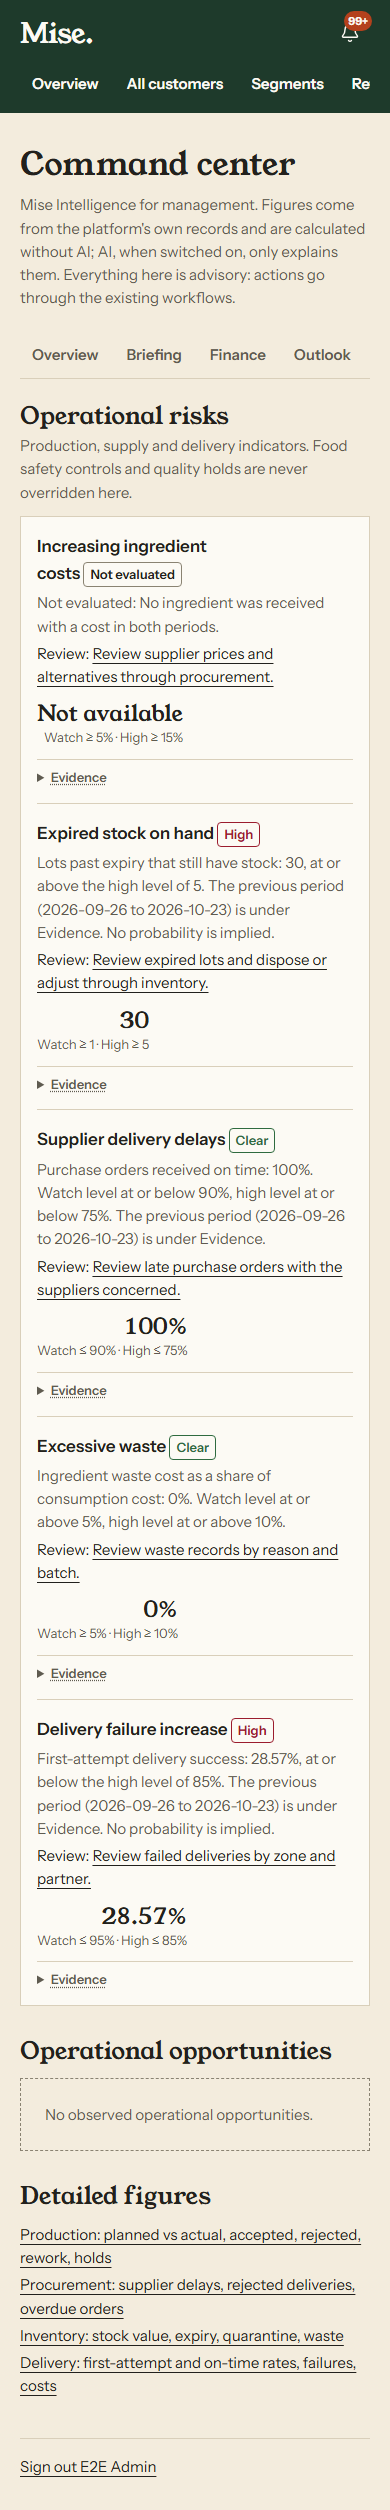 Mise.
99+
Overview All customers Segments Re
Command center
Mise Intelligence for management. Figures come
from the platform's own records and are calculated
without AI; AI, when switched on, only explains
them. Everything here is advisory: actions go
through the existing workflows.
Overview Briefing Finance Outlook
Operational risks
Production, supply and delivery indicators. Food
safety controls and quality holds are never
overridden here.
Increasing ingredient
costs Not evaluated
Not evaluated: No ingredient was received
with a cost in both periods.
Review: Review supplier prices and
alternatives through procurement.
Not available
Watch ≥ 5% · High ≥ 15%
Evidence
Expired stock on hand High
Lots past expiry that still have stock: 30, at or
above the high level of 5. The previous period
(2026-09-26 to 2026-10-23) is under
Evidence. No probability is implied.
Review: Review expired lots and dispose or
adjust through inventory.
30
Watch ≥ 1 · High ≥ 5
Evidence
Supplier delivery delays Clear
Purchase orders received on time: 100%.
Watch level at or below 90%, high level at or
below 75%. The previous period (2026-09-26
to 2026-10-23) is under Evidence.
Review: Review late purchase orders with the
suppliers concerned.
100%
Watch ≤ 90% · High ≤ 75%
Evidence
Excessive waste Clear
Ingredient waste cost as a share of
consumption cost: 0%. Watch level at or
above 5%, high level at or above 10%.
Review: Review waste records by reason and
batch.
0%
Watch ≥ 5% · High ≥ 10%
Evidence
Delivery failure increase High
First-attempt delivery success: 28.57%, at or
below the high level of 85%. The previous
period (2026-09-26 to 2026-10-23) is under
Evidence. No probability is implied.
Review: Review failed deliveries by zone and
partner.
28.57%
Watch ≤ 95% · High ≤ 85%
Evidence
Operational opportunities
No observed operational opportunities.
Detailed figures
Production: planned vs actual, accepted, rejected,
rework, holds
Procurement: supplier delays, rejected deliveries,
overdue orders
Inventory: stock value, expiry, quarantine, waste
Delivery: first-attempt and on-time rates, failures,
costs
Sign out E2E Admin